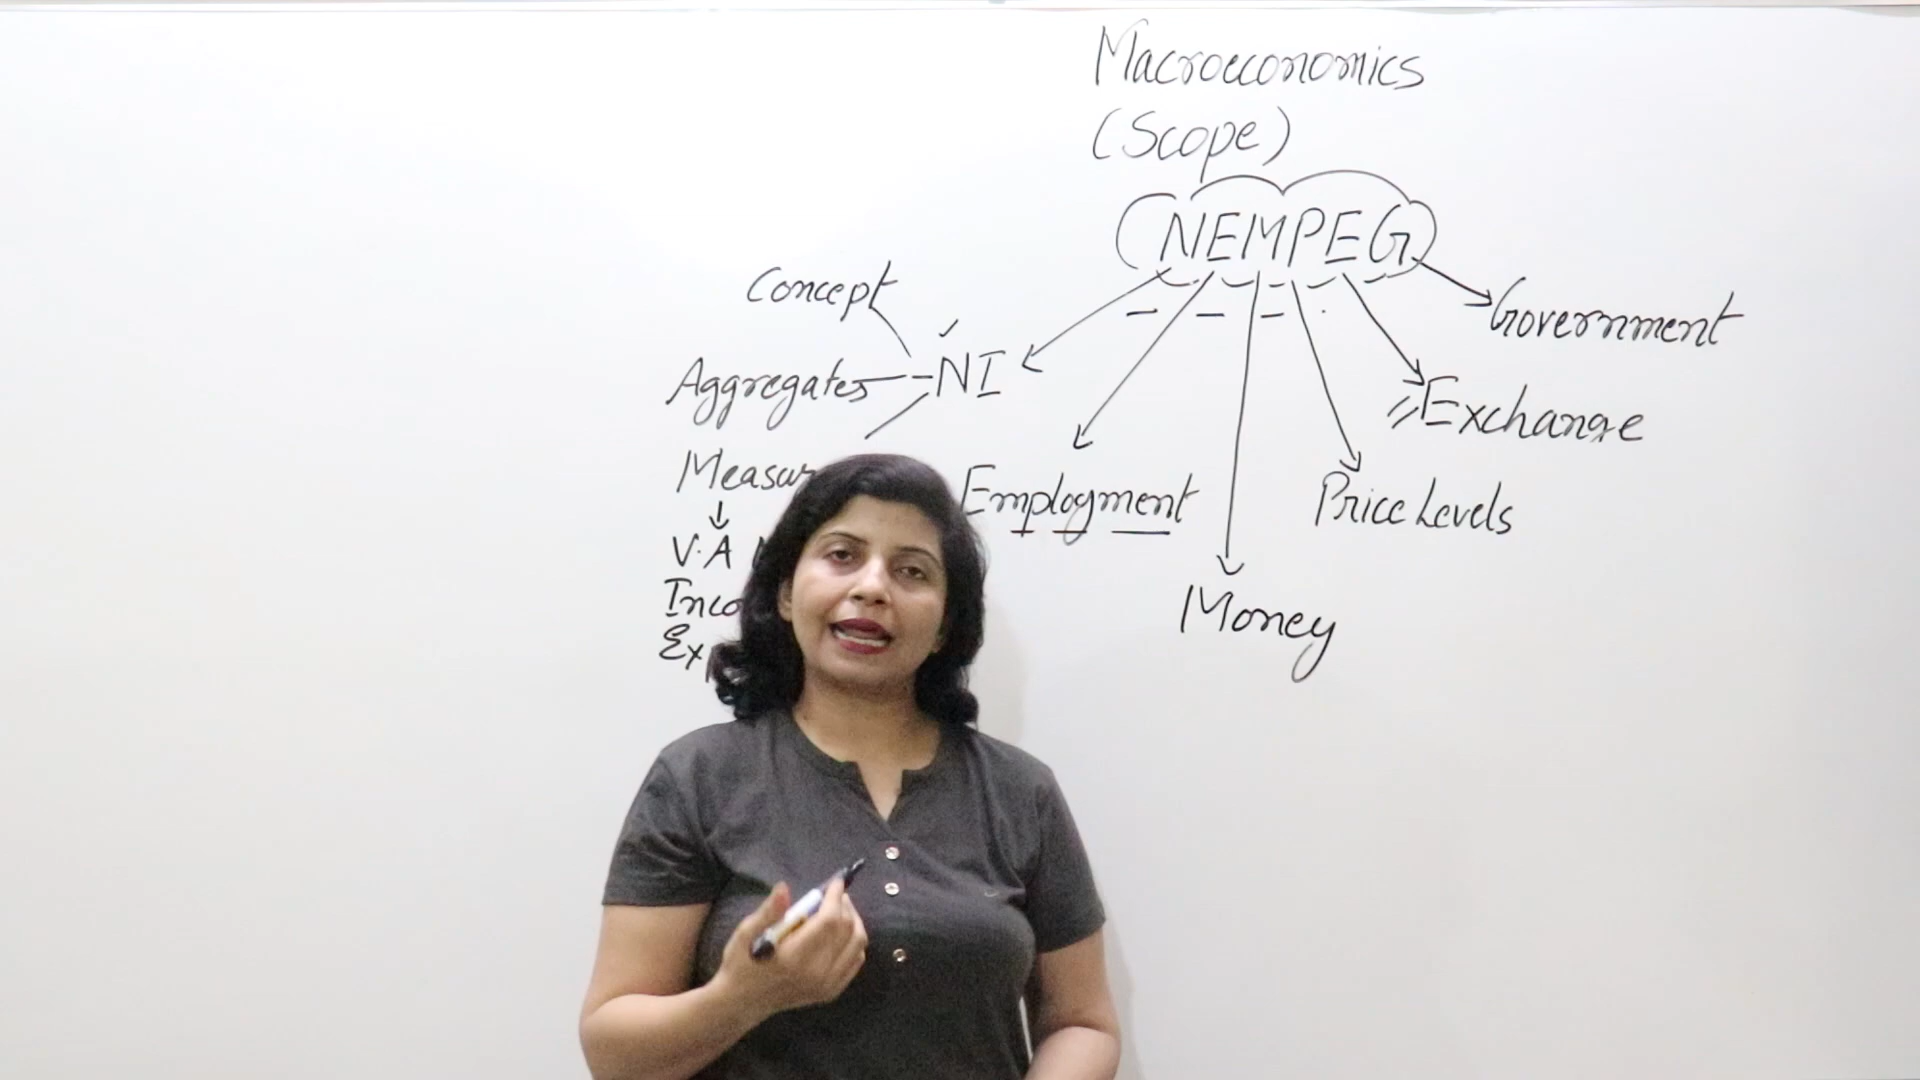 Macroeconomics
(Scope)
NEMPEG
Concept
Aggregates
NI
V.A
Employment
Money
Price Levels
Exchange
Government